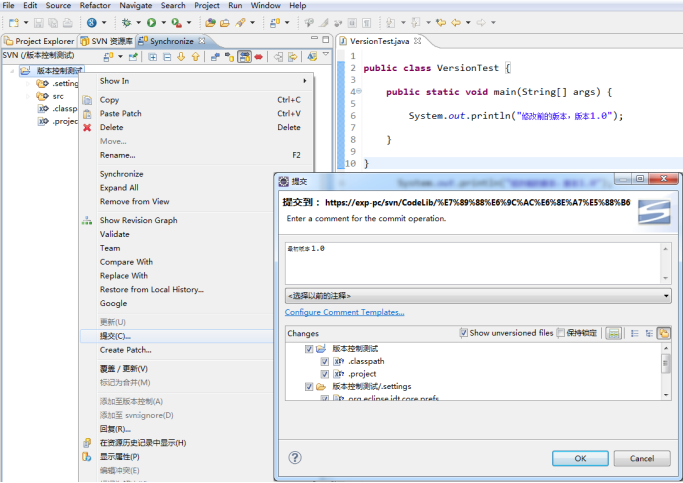 File Edit Source Refactor Navigate Search Project Run Window Help
Project Explorer SVN 资源库 Synchronize
SVN (/版本控制测试)
版本控制测试
.setting
src
.classp
.projec
Show In
Copy Ctrl+C
Paste Patch Ctrl+V
Delete Delete
Move...
Rename... F2
Synchronize
Expand All
Remove from View
Show Revision Graph
Validate
Team
Compare With
Replace With
Restore from Local History...
Google
更新(U)
提交(C)...
Create Patch...
覆盖 / 更新(V)
标记为合并(M)
添加至版本控制(A)
添加至 svn:ignore(D)
回复(R)...
在资源历史记录中显示(H)
显示属性(P)
编辑冲突(E)
VersionTest.java
1
2 public class VersionTest {
3
4 public static void main(String[] args) {
5
6 System.out.println("修改前的版本，版本1.0");
7
8 }
9
10 }
提交
提交到： https://exp-pc/svn/CodeLib/%E7%89%88%E6%9C%AC%E6%8E%A7%E5%88%B6
Enter a comment for the commit operation.
最初版本1.0
<选择以前的注释>
Configure Comment Templates...
Changes Show unversioned files 保持锁定
版本控制测试
.classpath
.project
版本控制测试/.settings
org.eclipse.jdt.core.prefs
OK Cancel